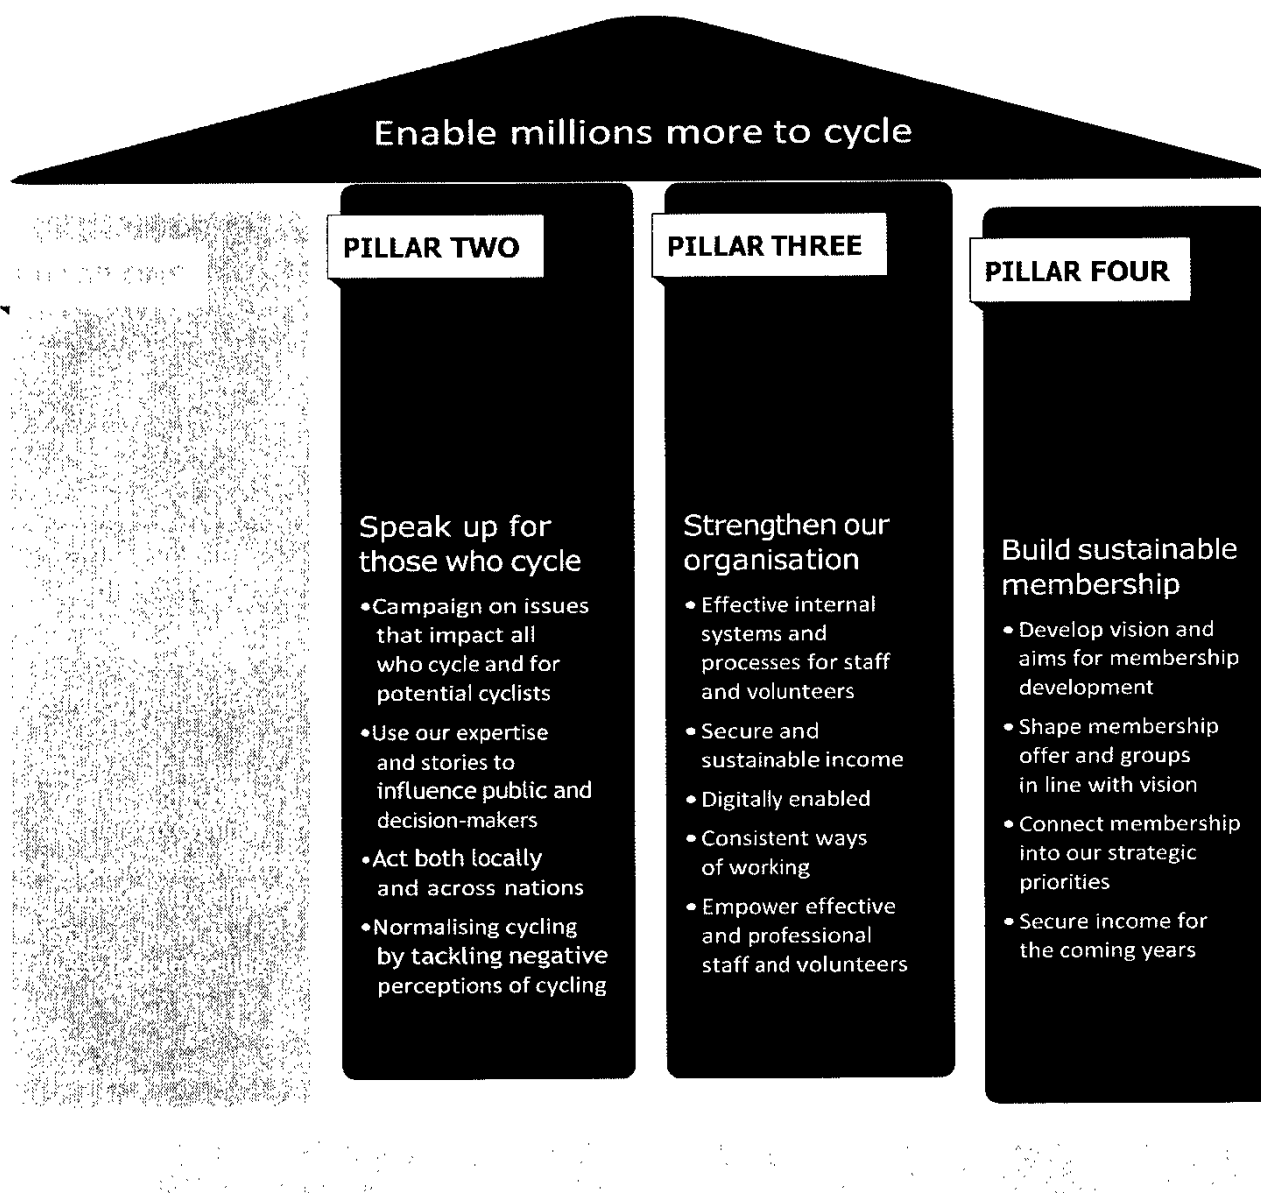 Enable millions more to cycle
PILLAR TWO
Speak up for
those who cycle
•Campaign on issues
that impact all
who cycle and for
potential cyclists
•Use our expertise
and stories to
influence public and
decision-makers
•Act both locally
and across nations
•Normalising cycling
by tackling negative
perceptions of cycling
PILLAR THREE
Strengthen our
organisation
• Effective internal
systems and
processes for staff
and volunteers
• Secure and
sustainable income
• Digitally enabled
• Consistent ways
of working
• Empower effective
and professional
staff and volunteers
PILLAR FOUR
Build sustainable
membership
• Develop vision and
aims for membership
development
• Shape membership
offer and groups
in line with vision
• Connect membership
into our strategic
priorities
• Secure income for
the coming years